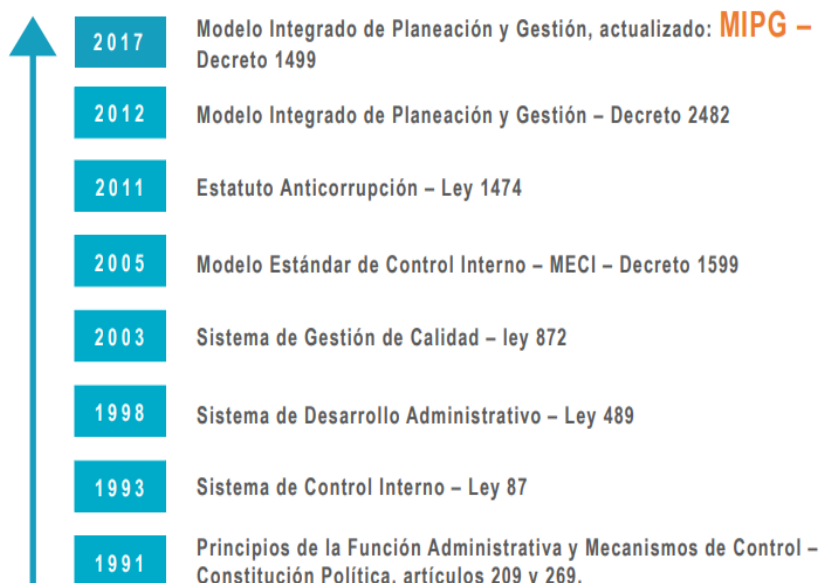 2017
Modelo Integrado de Planeación y Gestión, actualizado: MIPG –
Decreto 1499
2012
Modelo Integrado de Planeación y Gestión – Decreto 2482
2011
Estatuto Anticorrupción – Ley 1474
2005
Modelo Estándar de Control Interno – MECI – Decreto 1599
2003
Sistema de Gestión de Calidad – ley 872
1998
Sistema de Desarrollo Administrativo – Ley 489
1993
Sistema de Control Interno – Ley 87
1991
Principios de la Función Administrativa y Mecanismos de Control –
Constitución Política, artículos 209 y 269.